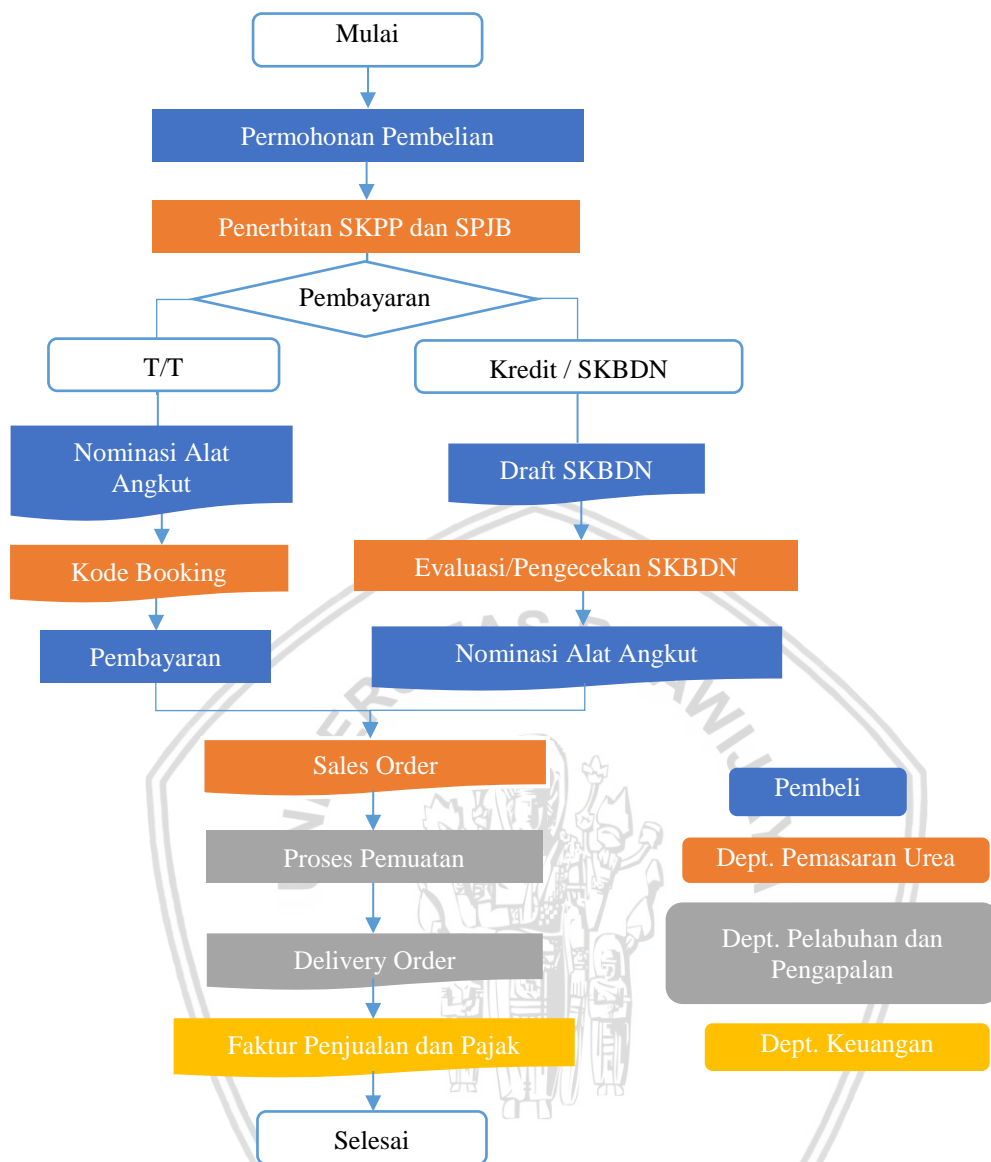 Mulai
Permohonan Pembelian
Penerbitan SKPP dan SPJB
Pembayaran
T/T
Kredit / SKBDN
Nominasi Alat
Angkut
Draft SKBDN
Kode Booking
Evaluasi/Pengecekan SKBDN
Pembayaran
Nominasi Alat Angkut
Sales Order
Proses Pemuatan
Delivery Order
Faktur Penjualan dan Pajak
Selesai
Pembeli
Dept. Pemasaran Urea
Dept. Pelabuhan dan
Pengapalan
Dept. Keuangan